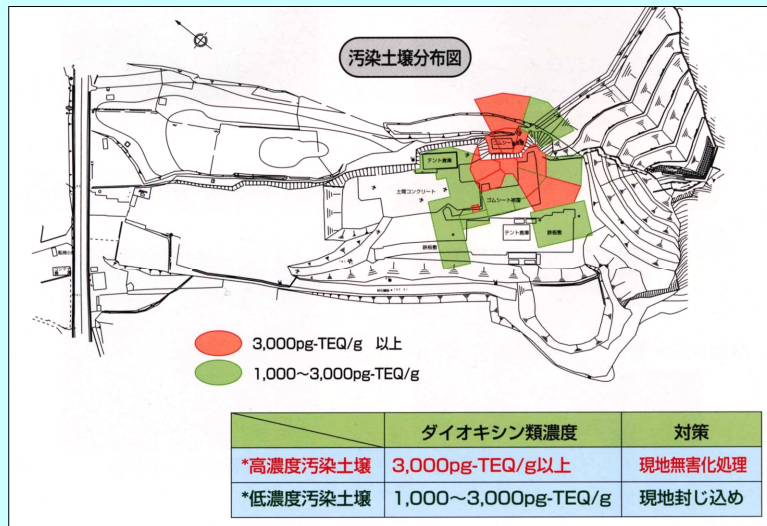 汚染土壌分布図
テント倉庫
土間コンクリート
ゴムシート被覆
テント倉庫
鉄板敷
鉄板敷
3,000pg-TEQ/g 以上
1,000～3,000pg-TEQ/g
ダイオキシン類濃度 対策
*高濃度汚染土壌 3,000pg-TEQ/g以上 現地無害化処理
*低濃度汚染土壌 1,000～3,000pg-TEQ/g 現地封じ込め